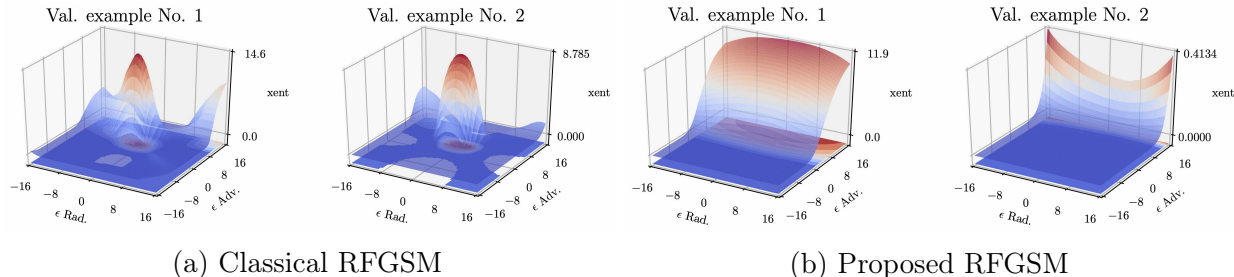 Val. example No. 1
14.6
xent
0.0
16
8
0
−8
−16
ϵ Adv.
−16
−8
0
8
16
ϵ Rad.
Val. example No. 2
8.785
xent
0.000
16
8
0
−8
−16
ϵ Adv.
−16
−8
0
8
16
ϵ Rad.
(a) Classical RFGSM
Val. example No. 1
11.9
xent
0.0
16
8
0
−8
−16
ϵ Adv.
−16
−8
0
8
16
ϵ Rad.
Val. example No. 2
0.4134
xent
0.0000
16
8
0
−8
−16
ϵ Adv.
−16
−8
0
8
16
ϵ Rad.
(b) Proposed RFGSM